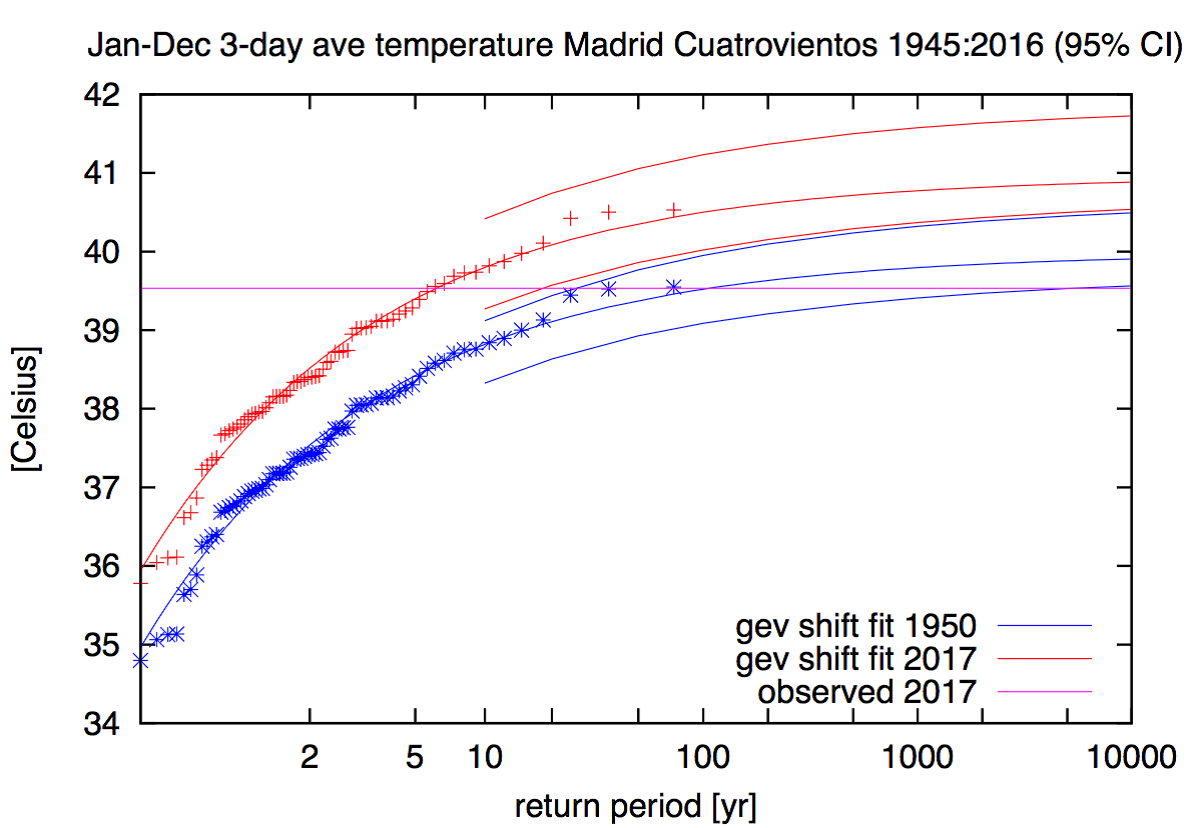 Jan-Dec 3-day ave temperature Madrid Cuatrovientos 1945:2016 (95% CI)
42
41
40
39
38
37
36
35
34
[Celsius]
gev shift fit 1950
gev shift fit 2017
observed 2017
2 5 10 100 1000 10000
return period [yr]